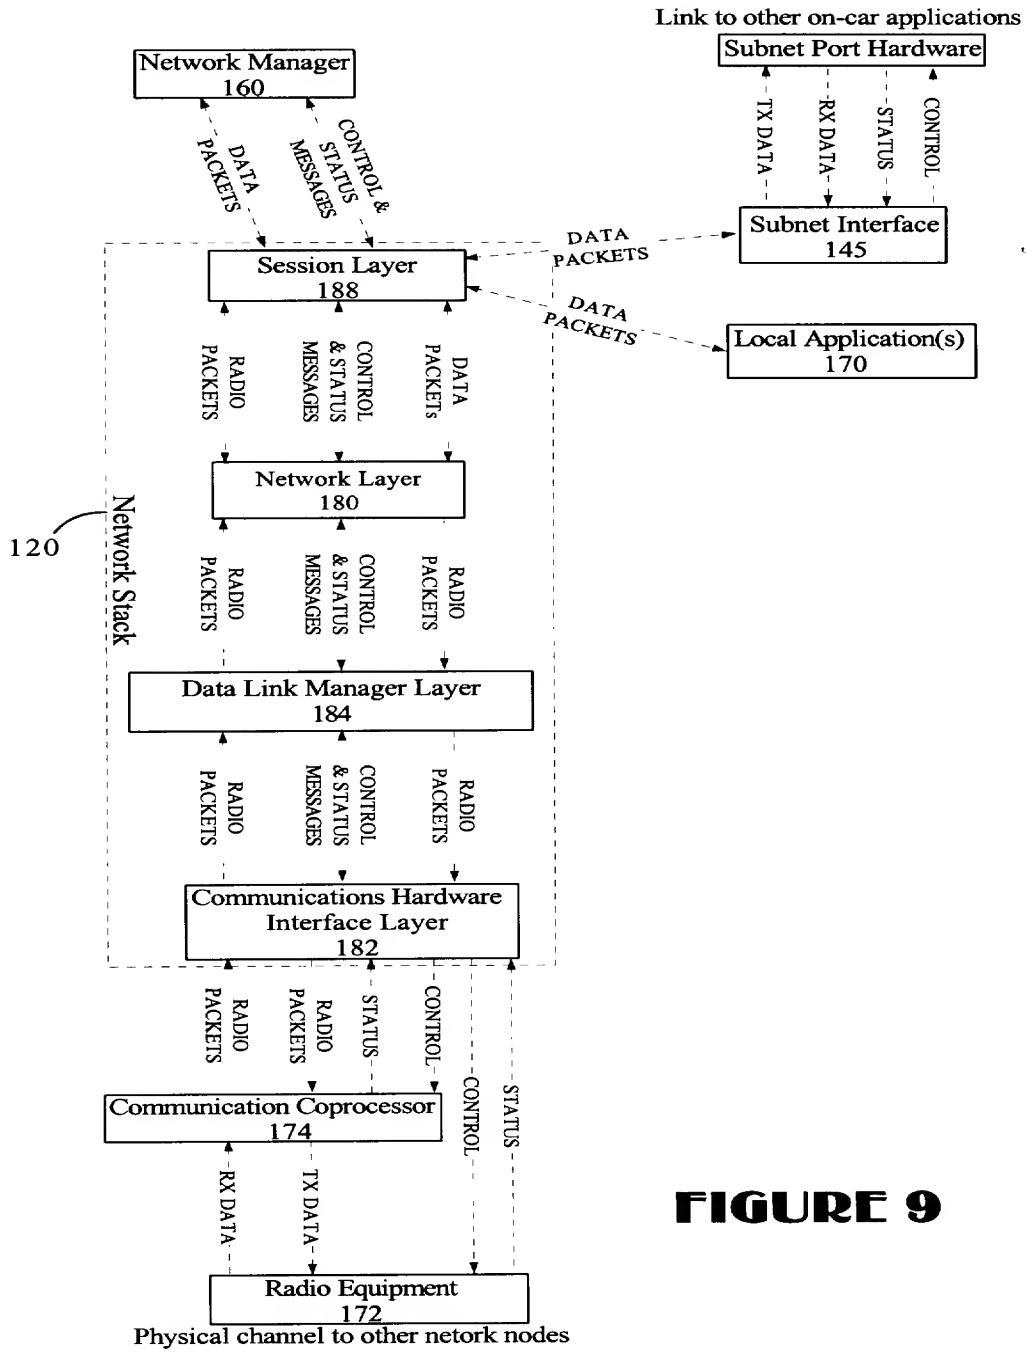 Link to other on-car applications
Subnet Port Hardware
Network Manager
160
TX DATA
RX DATA
STATUS
CONTROL
DATA
PACKETS
CONTROL &
STATUS
MESSAGES
Subnet Interface
145
DATA
PACKETS
Session Layer
188
DATA
PACKETS
Local Application(s)
170
RADIO
PACKETS
CONTROL
& STATUS
MESSAGES
DATA
PACKETs
Network Layer
180
120
Network Stack
RADIO
PACKETS
CONTROL
& STATUS
MESSAGES
RADIO
PACKETS
Data Link Manager Layer
184
RADIO
PACKETS
CONTROL
& STATUS
MESSAGES
RADIO
PACKETS
Communications Hardware
Interface Layer
182
RADIO
PACKETS
RADIO
PACKETS
STATUS
CONTROL
CONTROL
STATUS
Communication Coprocessor
174
RX DATA
TX DATA
FIGURE 9
Radio Equipment
172
Physical channel to other netork nodes